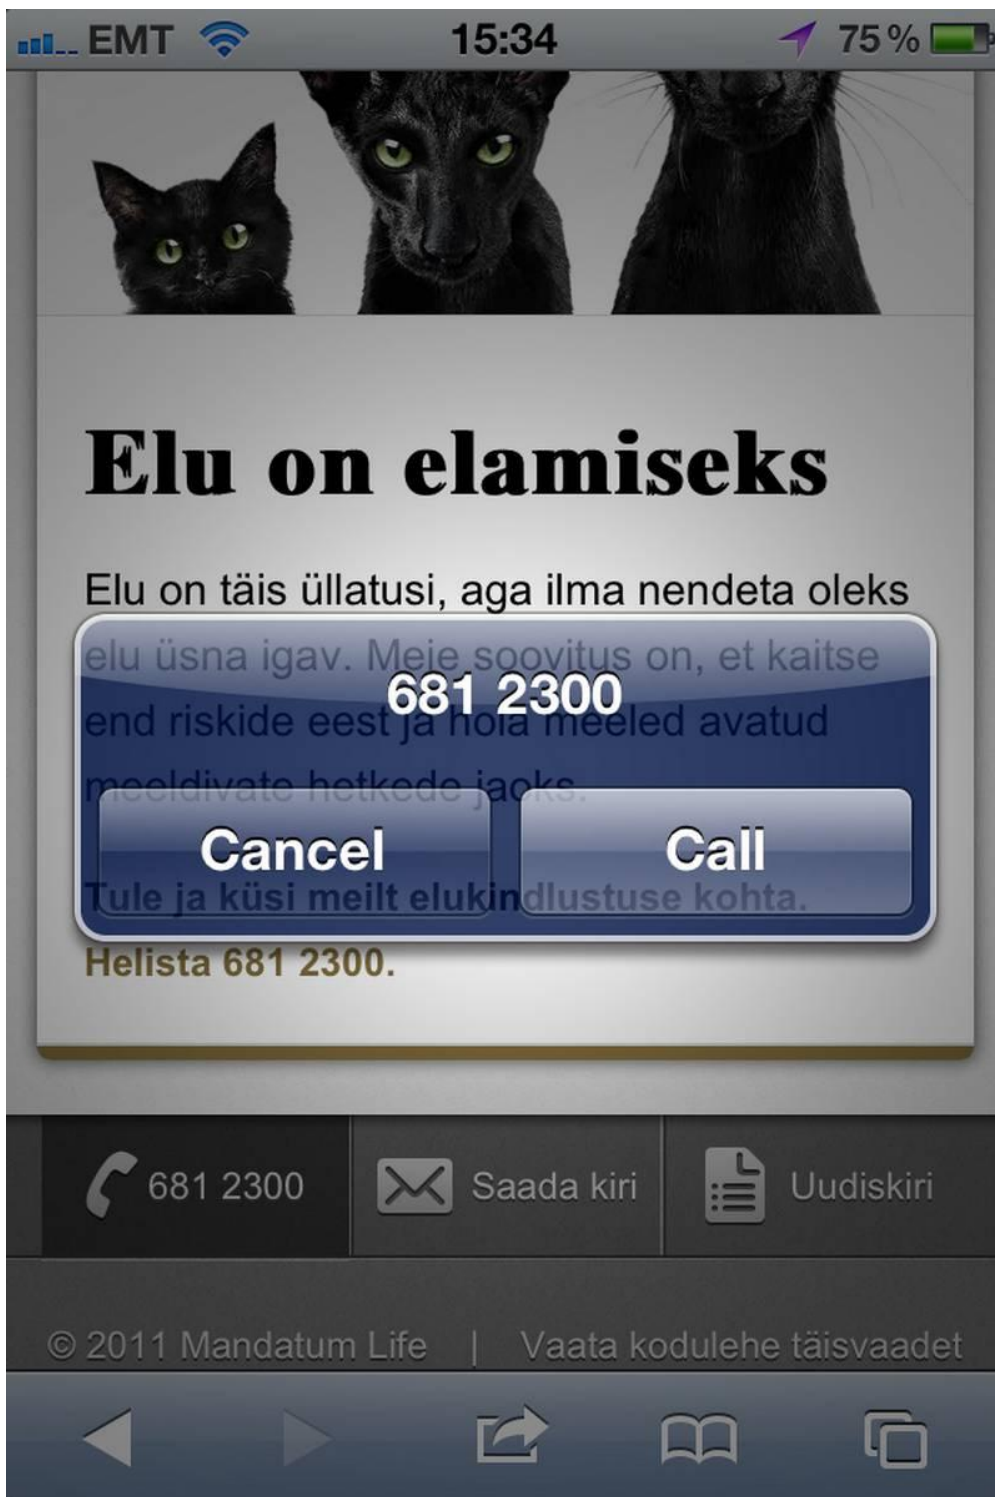 EMT 15:34 75%
Elu on elamiseks
Elu on täis üllatusi, aga ilma nendeta oleks
elu üsna igav. Meie soovitus on, et kaitse
681 2300
end riskide eest ja hoia meeled avatud
meeldivate hetkede jaoks.
Cancel Call
Tule ja küsi meilt elukindlustuse kohta.
Helista 681 2300.
681 2300 Saada kiri Uudiskiri
© 2011 Mandatum Life | Vaata kodulehe täisvaadet